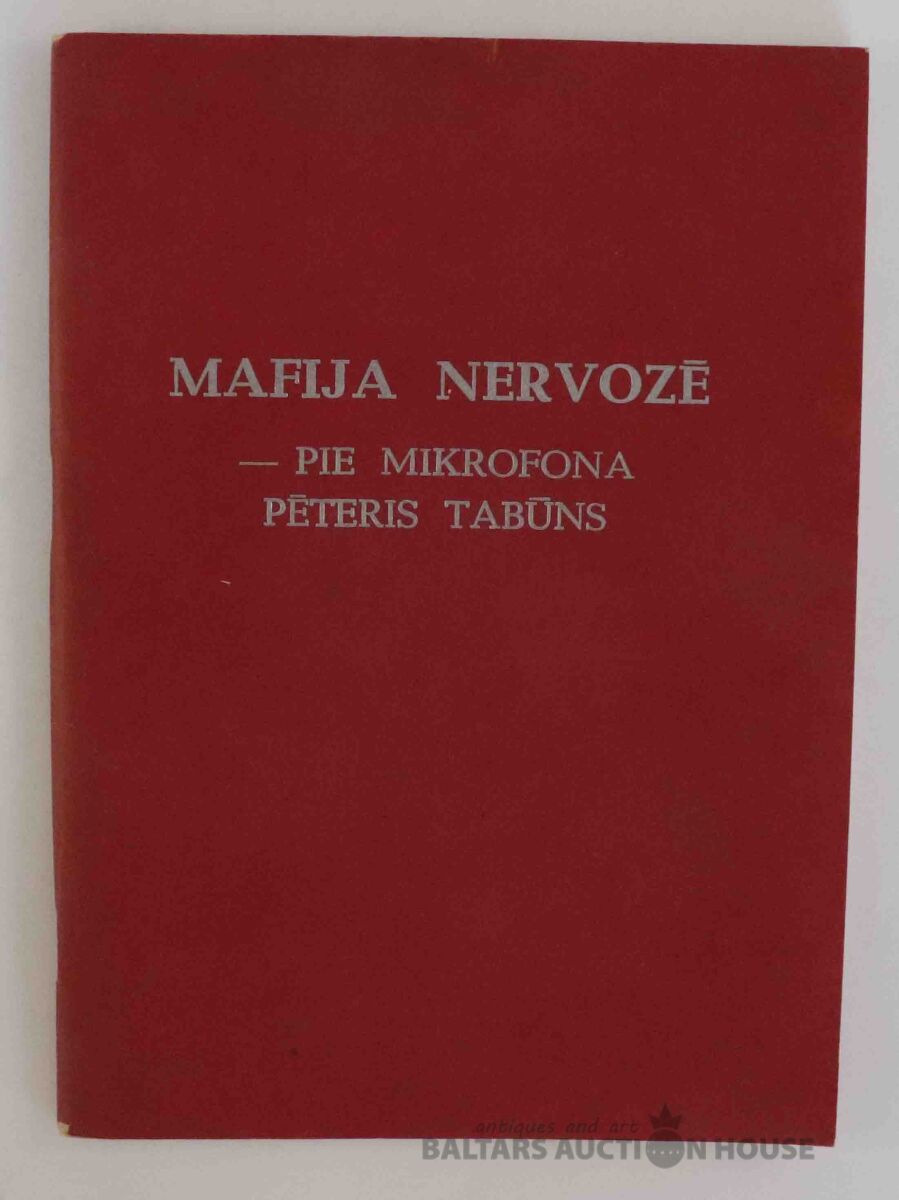 MAFIJA NERVOZĒ
— PIE MIKROFONA
PĒTERIS TABŪNS
antiques and art
BALTARS AUCTION HOUSE